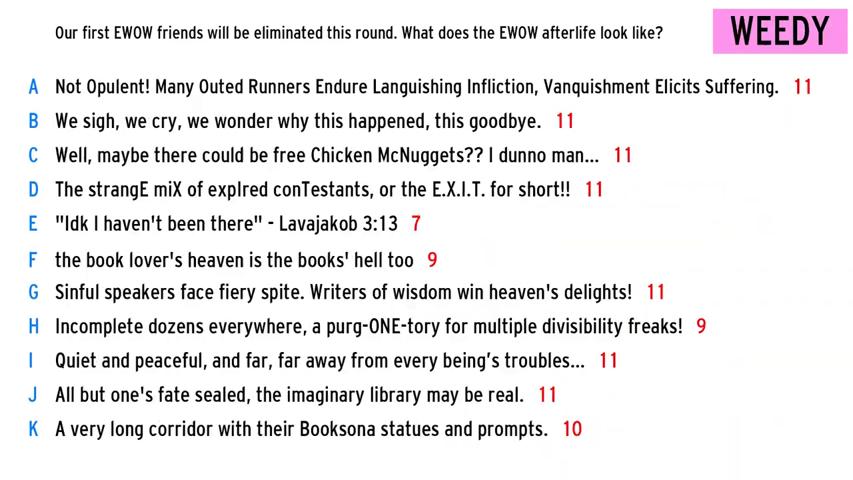 Our first EWOW friends will be eliminated this round. What does the EWOW afterlife look like?
WEEDY
A Not Opulent! Many Outed Runners Endure Languishing Infliction, Vanquishment Elicits Suffering. 11
B We sigh, we cry, we wonder why this happened, this goodbye. 11
C Well, maybe there could be free Chicken McNuggets?? I dunno man... 11
D The strangE miX of expIred conTestants, or the E.X.I.T. for short!! 11
E "Idk I haven't been there" - Lavajakob 3:13 7
F the book lover's heaven is the books' hell too 9
G Sinful speakers face fiery spite. Writers of wisdom win heaven's delights! 11
H Incomplete dozens everywhere, a purg-ONE-tory for multiple divisibility freaks! 9
I Quiet and peaceful, and far, far away from every being’s troubles... 11
J All but one's fate sealed, the imaginary library may be real. 11
K A very long corridor with their Booksona statues and prompts. 10